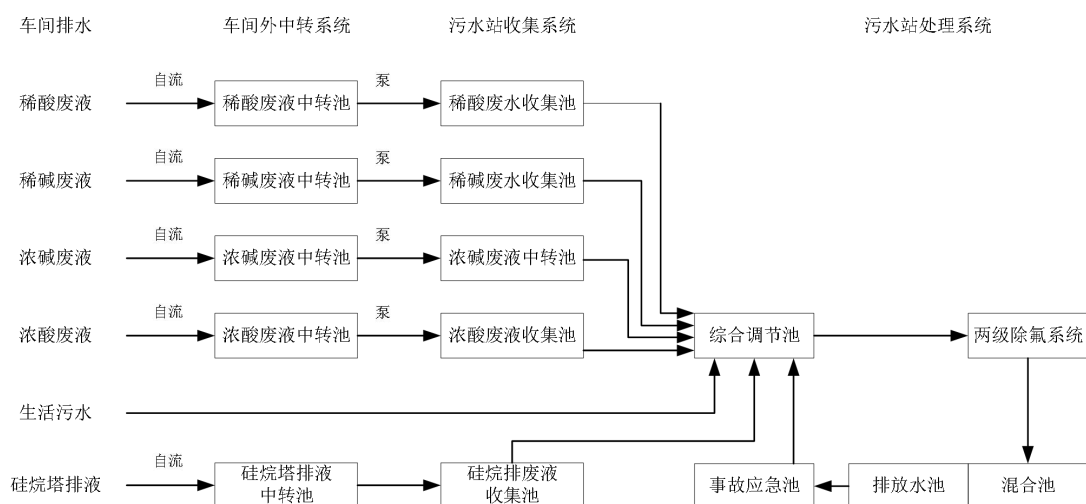 车间排水
车间外中转系统
污水站收集系统
污水站处理系统
稀酸废液
自流
稀酸废液中转池
泵
稀酸废水收集池
稀碱废液
自流
稀碱废液中转池
泵
稀碱废水收集池
浓碱废液
自流
浓碱废液中转池
泵
浓碱废液中转池
浓酸废液
自流
浓酸废液中转池
泵
浓酸废液收集池
综合调节池
两级除氟系统
生活污水
硅烷塔排液
自流
硅烷塔排液
中转池
硅烷排废液
收集池
事故应急池
排放水池
混合池